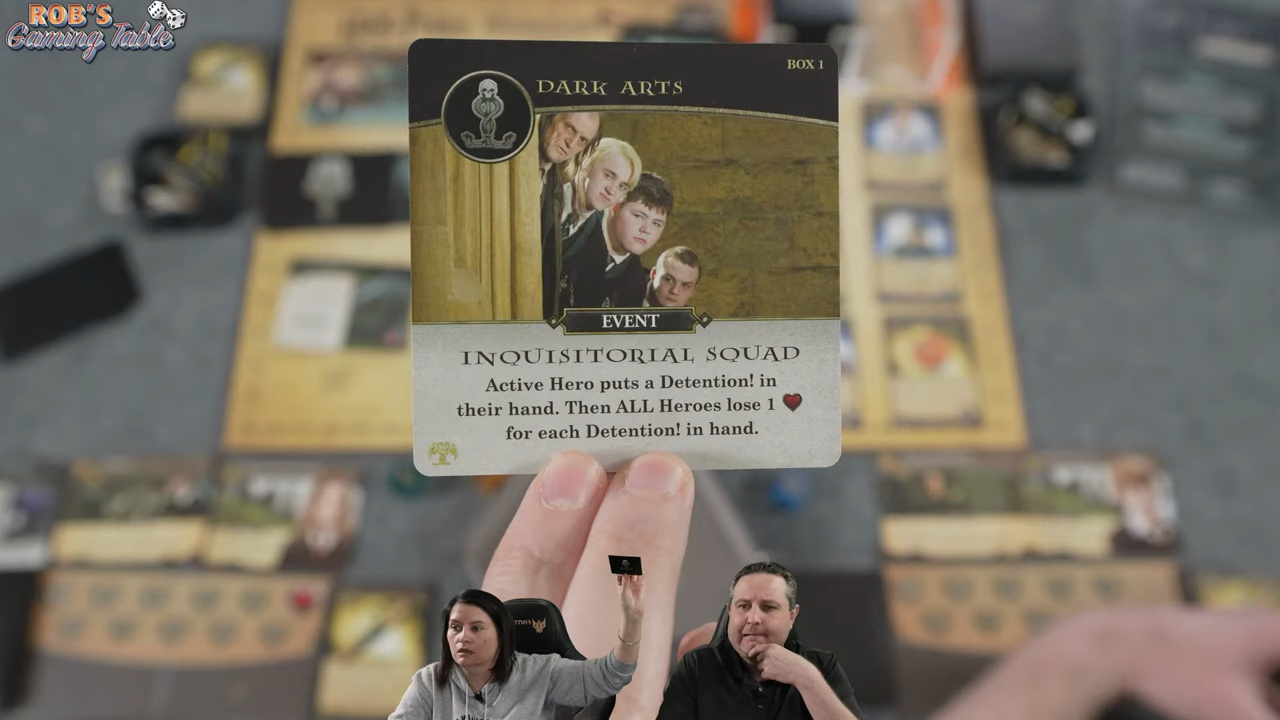 ROB'S
Gaming Table
BOX 1
DARK ARTS
EVENT
INQUISITORIAL SQUAD
Active Hero puts a Detention! in
their hand. Then ALL Heroes lose 1
for each Detention! in hand.